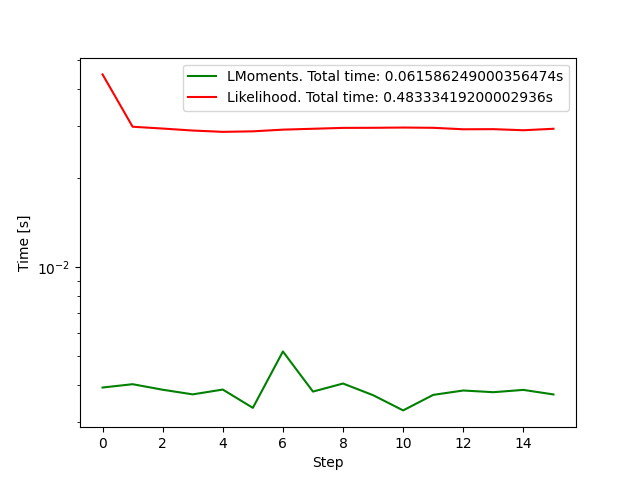 LMoments. Total time: 0.061586249000356474s
Likelihood. Total time: 0.48333419200002936s
Time [s]
10⁻²
0 2 4 6 8 10 12 14
Step